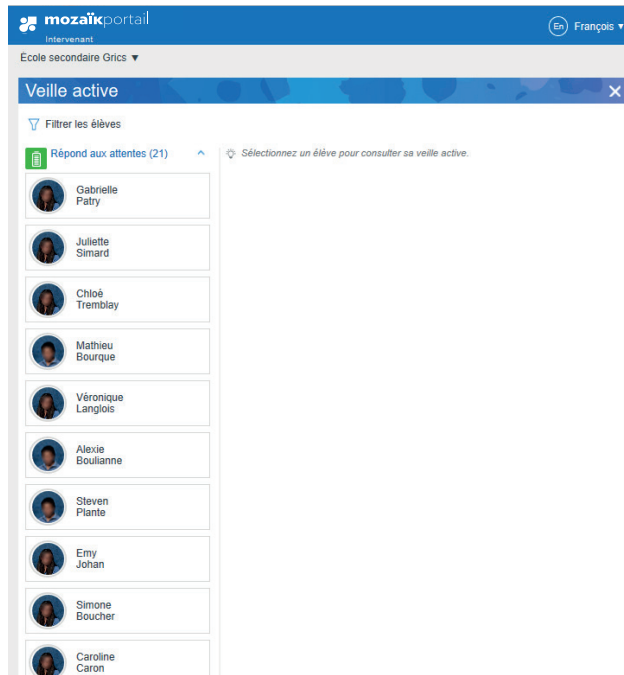 mozaïkportail
Intervenant
En
François ▼
École secondaire Grics ▼
Veille active
Filtrer les élèves
Répond aux attentes (21)
Sélectionnez un élève pour consulter sa veille active.
Gabrielle
Patry
Juliette
Simard
Chloé
Tremblay
Mathieu
Bourque
Véronique
Langlois
Alexie
Boulianne
Steven
Plante
Emy
Johan
Simone
Boucher
Caroline
Caron